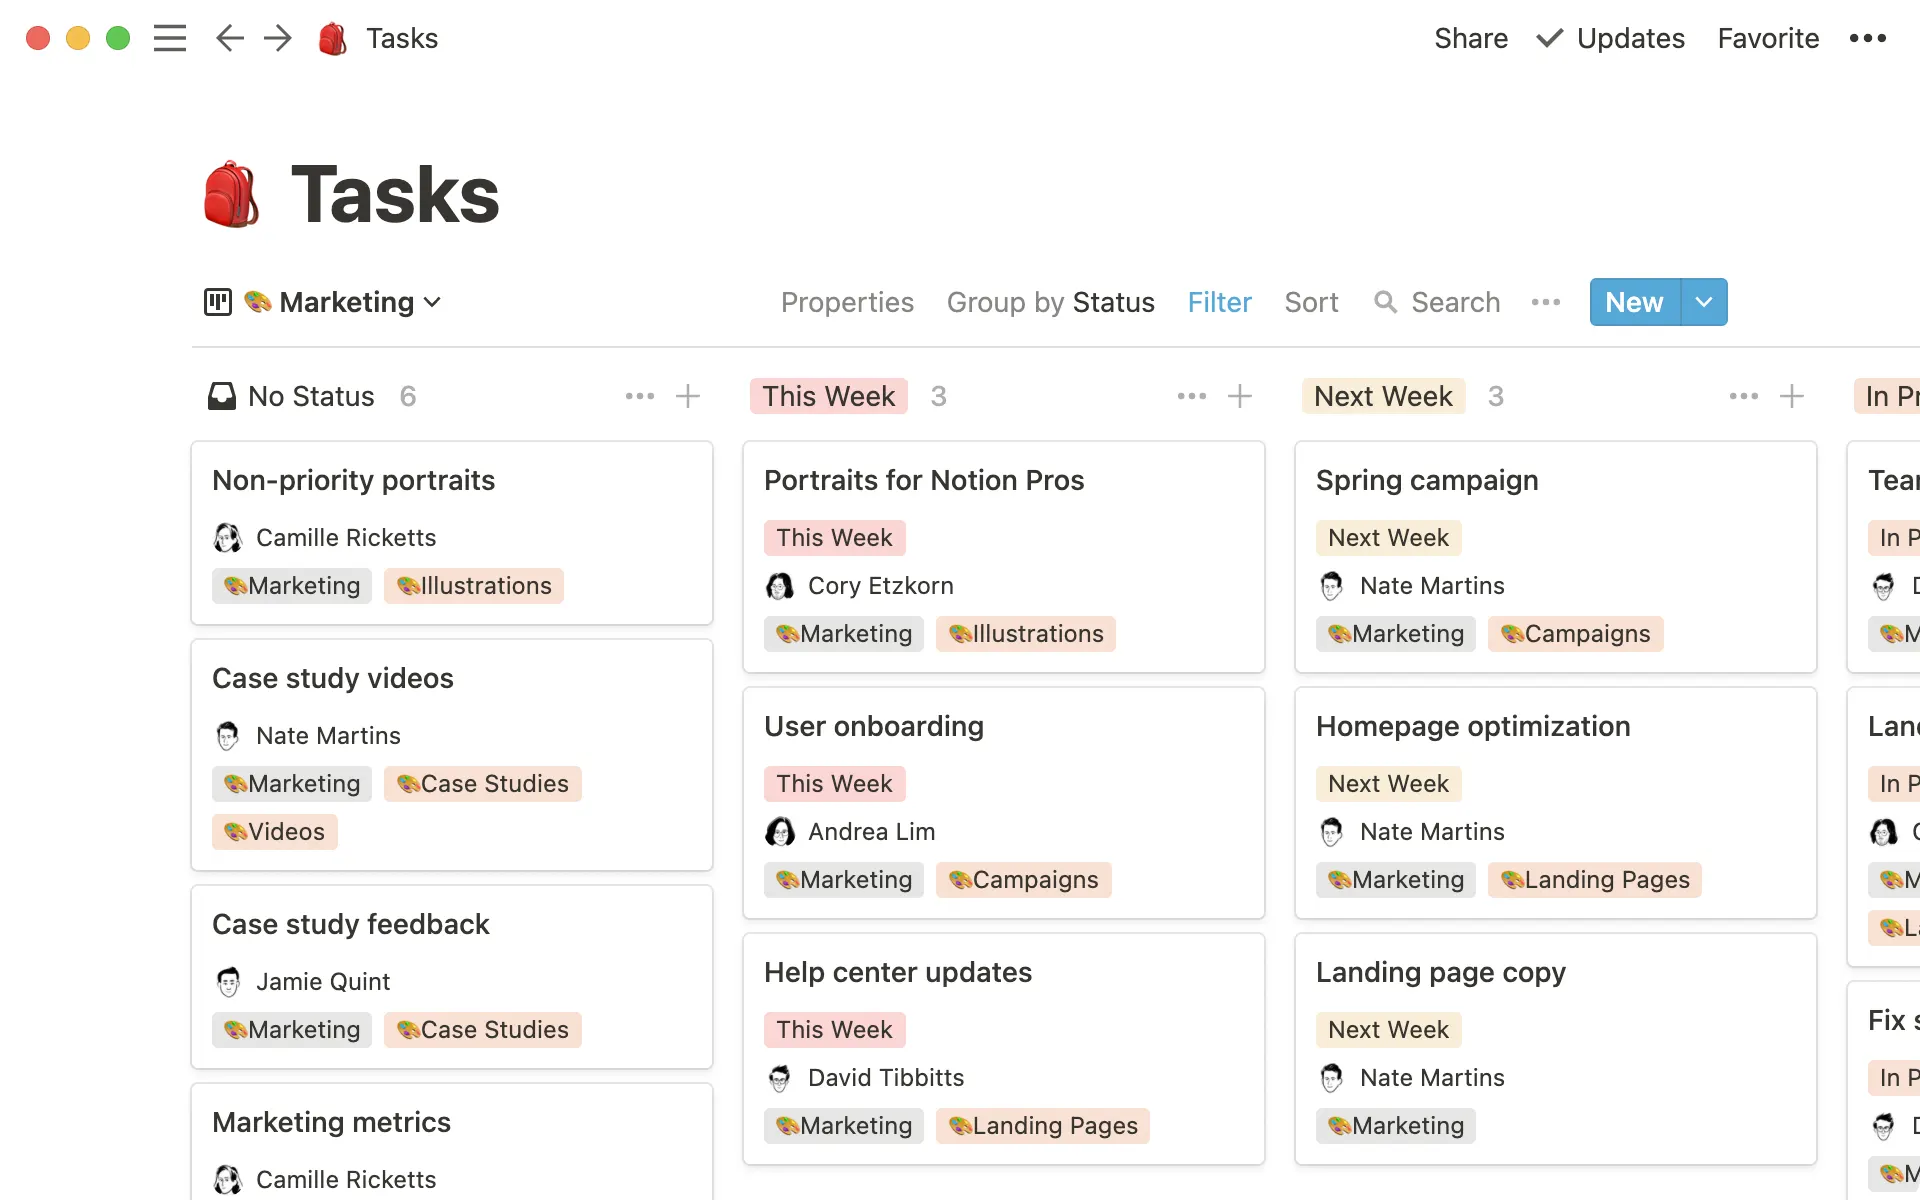 Tasks
Share Updates Favorite
Tasks
Marketing
Properties Group by Status Filter Sort Search New
No Status 6
Non-priority portraits
Camille Ricketts
Marketing Illustrations
Case study videos
Nate Martins
Marketing Case Studies
Videos
Case study feedback
Jamie Quint
Marketing Case Studies
Marketing metrics
Camille Ricketts
This Week 3
Portraits for Notion Pros
This Week
Cory Etzkorn
Marketing Illustrations
User onboarding
This Week
Andrea Lim
Marketing Campaigns
Help center updates
This Week
David Tibbitts
Marketing Landing Pages
Next Week 3
Spring campaign
Next Week
Nate Martins
Marketing Campaigns
Homepage optimization
Next Week
Nate Martins
Marketing Landing Pages
Landing page copy
Next Week
Nate Martins
Marketing
In
In
In
Fix
In